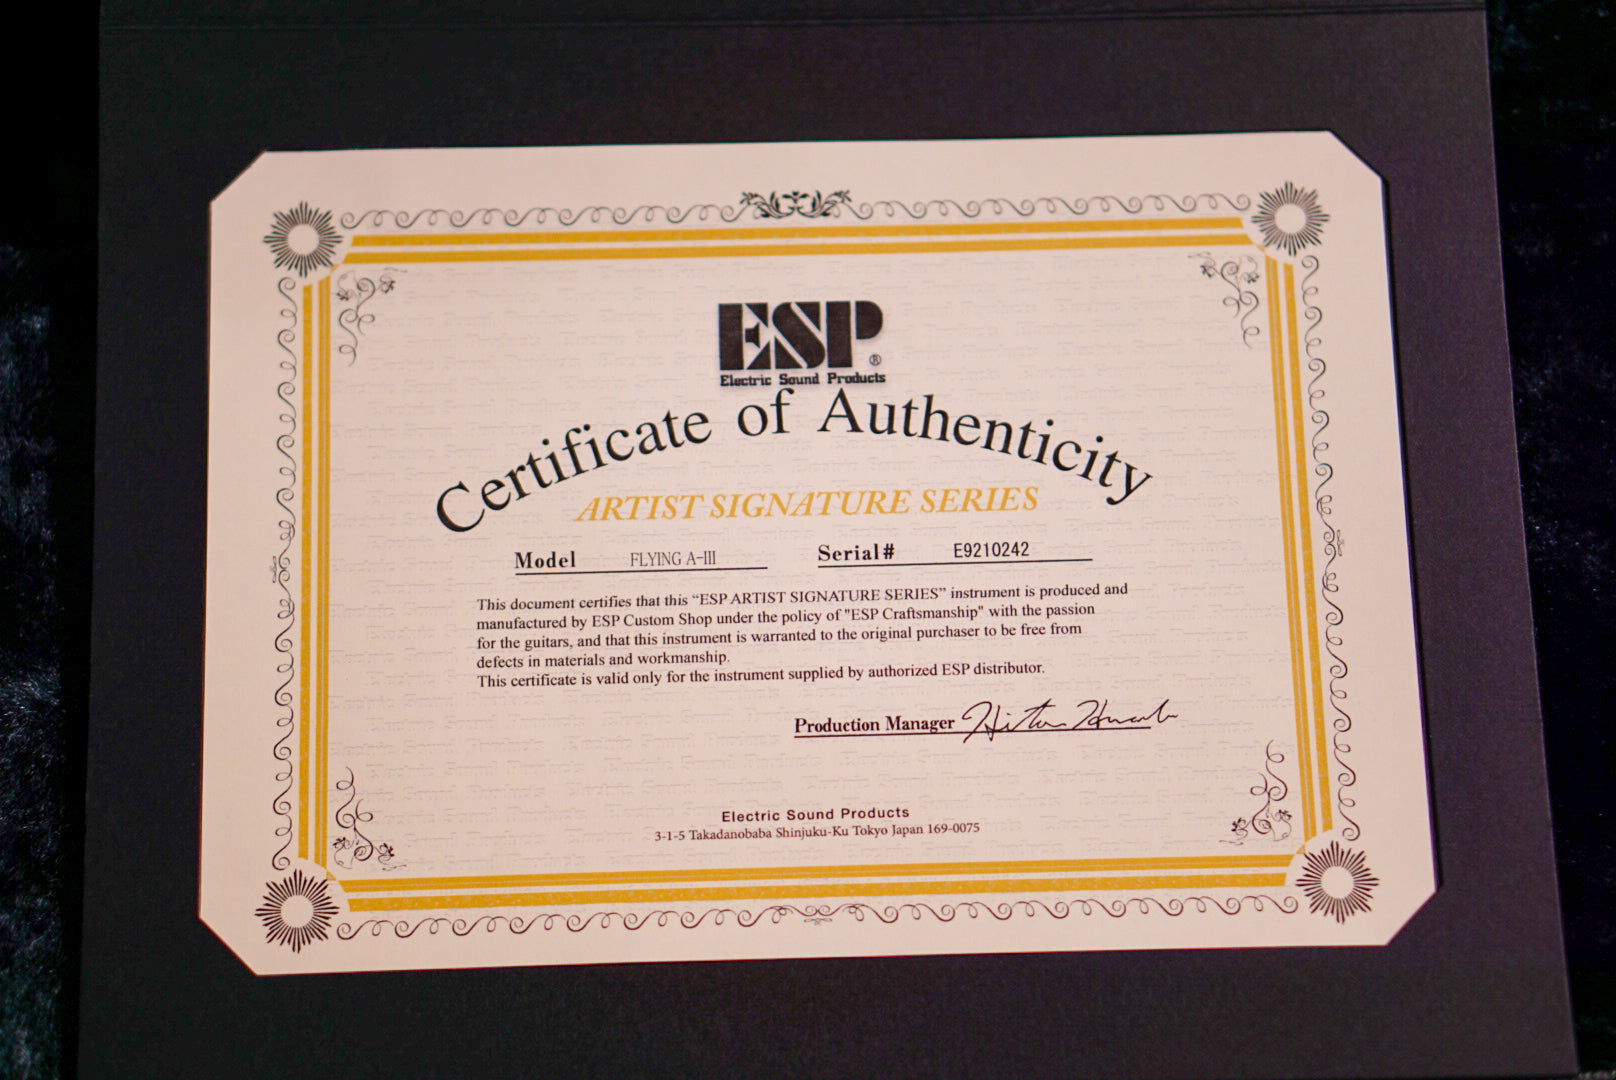 ESP®
Electric Sound Products
Certificate of Authenticity
ARTIST SIGNATURE SERIES
Model FLYING A-III Serial# E9210242
This document certifies that this “ESP ARTIST SIGNATURE SERIES” instrument is produced and
manufactured by ESP Custom Shop under the policy of "ESP Craftsmanship" with the passion
for the guitars, and that this instrument is warranted to the original purchaser to be free from
defects in materials and workmanship.
This certificate is valid only for the instrument supplied by authorized ESP distributor.
Production Manager
Electric Sound Products
3-1-5 Takadanobaba Shinjuku-Ku Tokyo Japan 169-0075